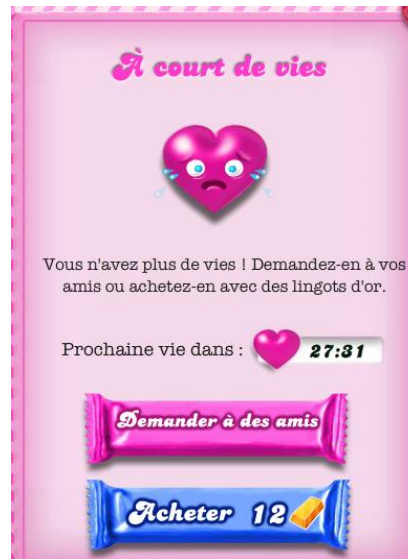 À court de vies
Vous n'avez plus de vies ! Demandez-en à vos
amis ou achetez-en avec des lingots d'or.
Prochaine vie dans : 27:31
Demander à des amis
Acheter 12